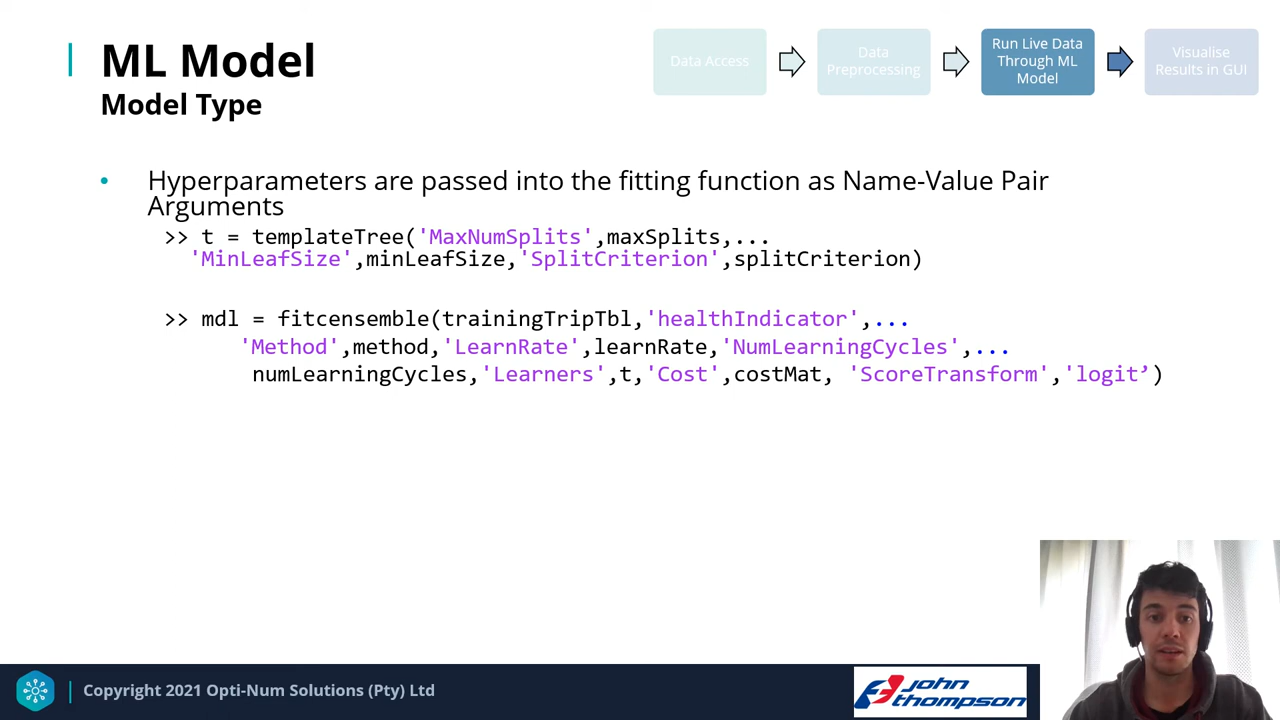 ML Model
Model Type
Data Access
Data
Preprocessing
Run Live Data
Through ML
Model
Visualise
Results in GUI
• Hyperparameters are passed into the fitting function as Name-Value Pair
Arguments
>> t = templateTree('MaxNumSplits',maxSplits,...
'MinLeafSize',minLeafSize,'SplitCriterion',splitCriterion)
>> mdl = fitcensemble(trainingTripTbl,'healthIndicator',...
'Method',method,'LearnRate',learnRate,'NumLearningCycles',...
numLearningCycles,'Learners',t,'Cost',costMat, 'ScoreTransform','logit’)
Copyright 2021 Opti-Num Solutions (Pty) Ltd
john
thompson